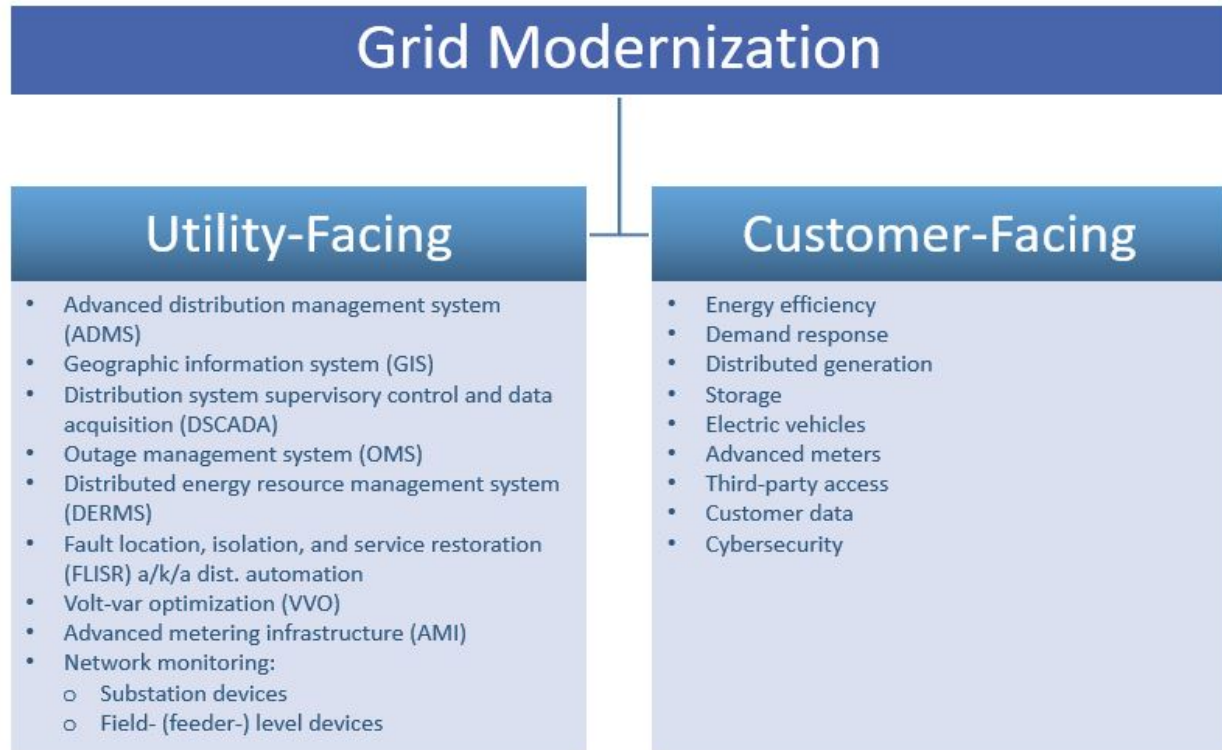 Grid Modernization
Utility-Facing
• Advanced distribution management system
(ADMS)
• Geographic information system (GIS)
• Distribution system supervisory control and data
acquisition (DSCADA)
• Outage management system (OMS)
• Distributed energy resource management system
(DERMS)
• Fault location, isolation, and service restoration
(FLISR) a/k/a dist. automation
• Volt-var optimization (VVO)
• Advanced metering infrastructure (AMI)
• Network monitoring:
o Substation devices
o Field- (feeder-) level devices
Customer-Facing
• Energy efficiency
• Demand response
• Distributed generation
• Storage
• Electric vehicles
• Advanced meters
• Third-party access
• Customer data
• Cybersecurity